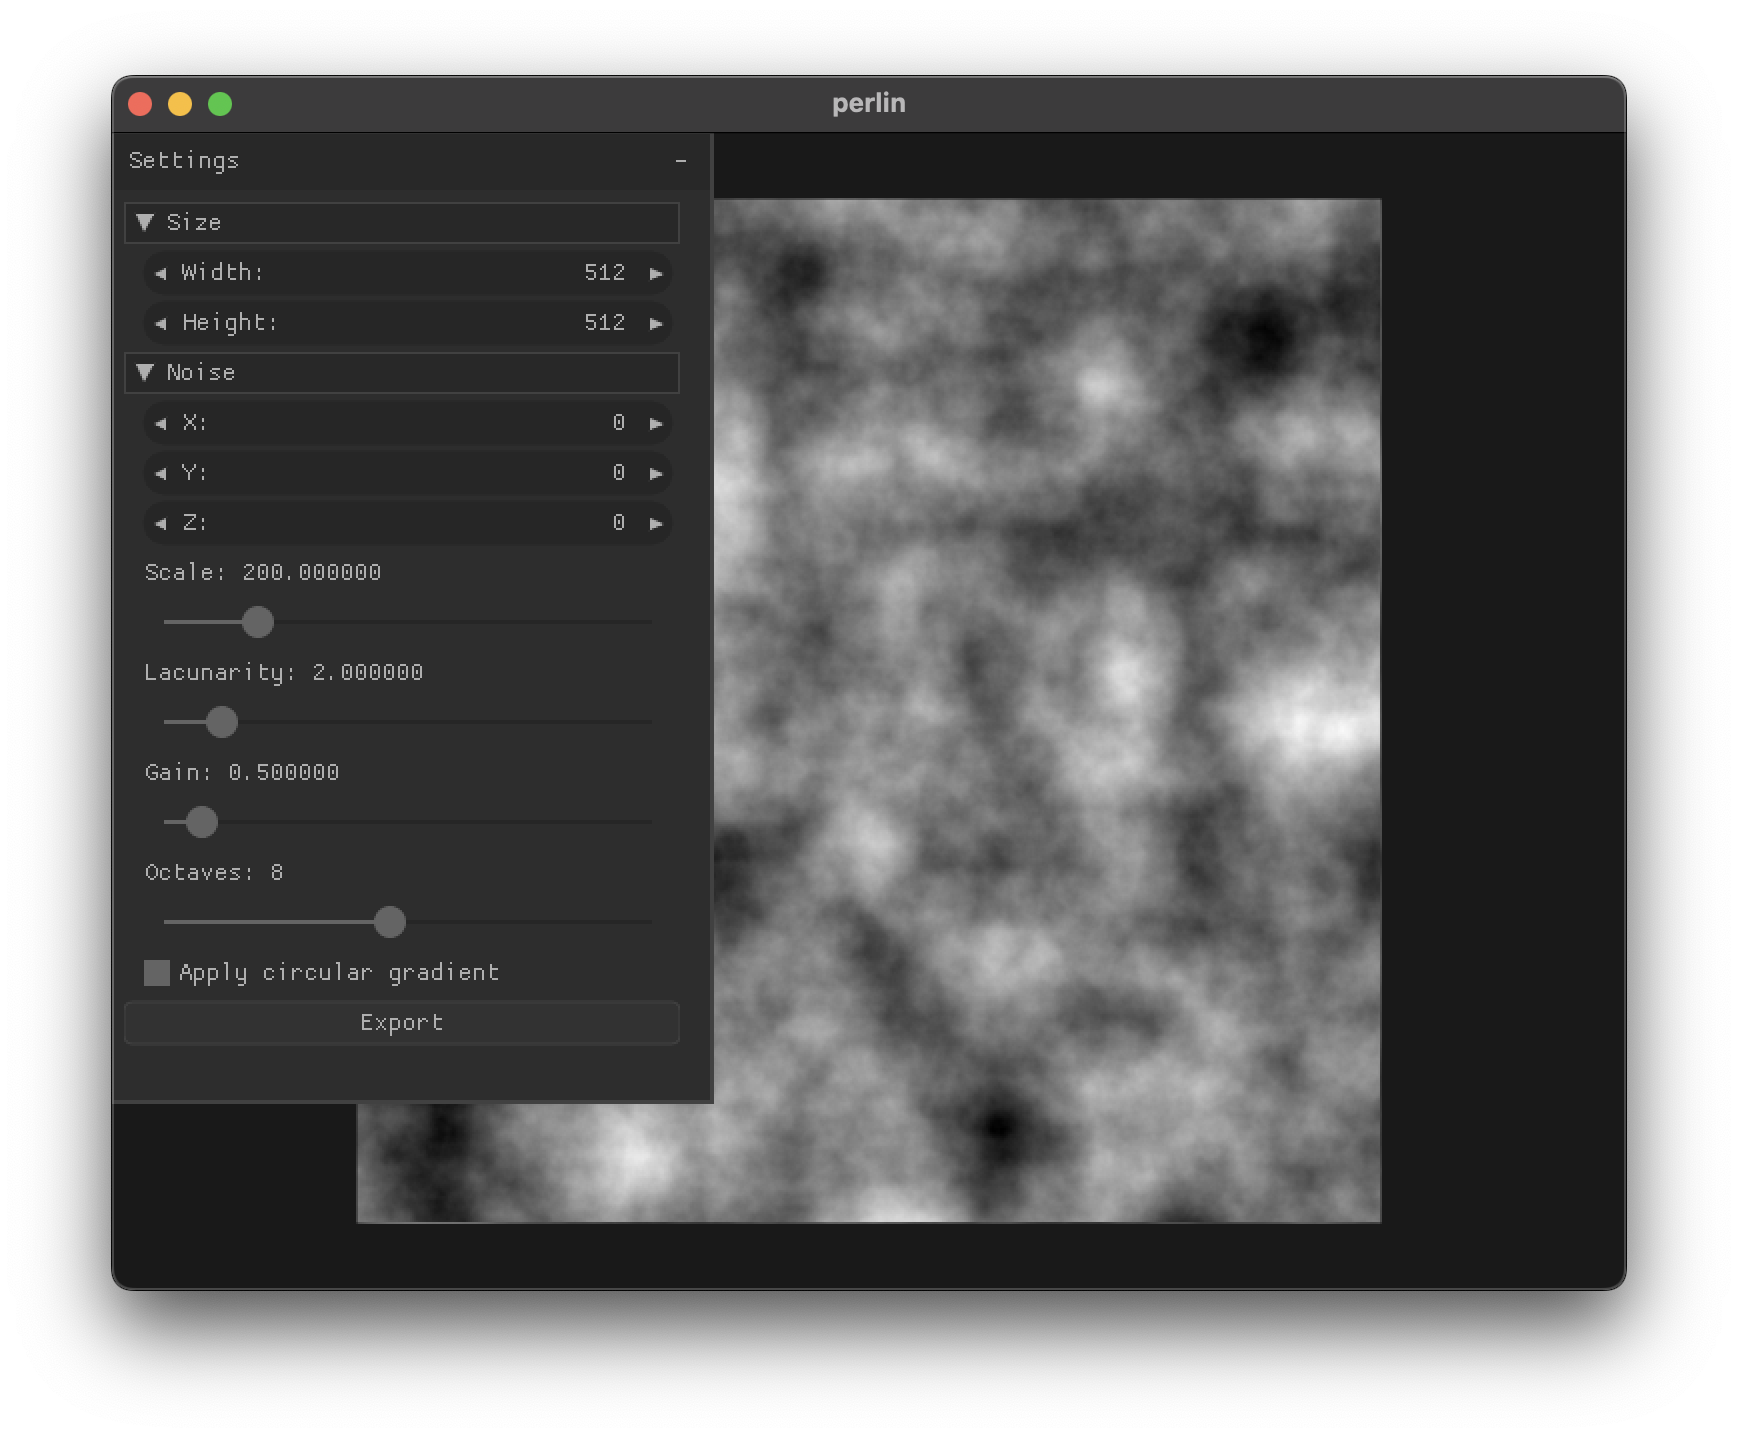 perlin
Settings -
Size
Width: 512
Height: 512
Noise
X: 0
Y: 0
Z: 0
Scale: 200.000000
Lacunarity: 2.000000
Gain: 0.500000
Octaves: 8
Apply circular gradient
Export